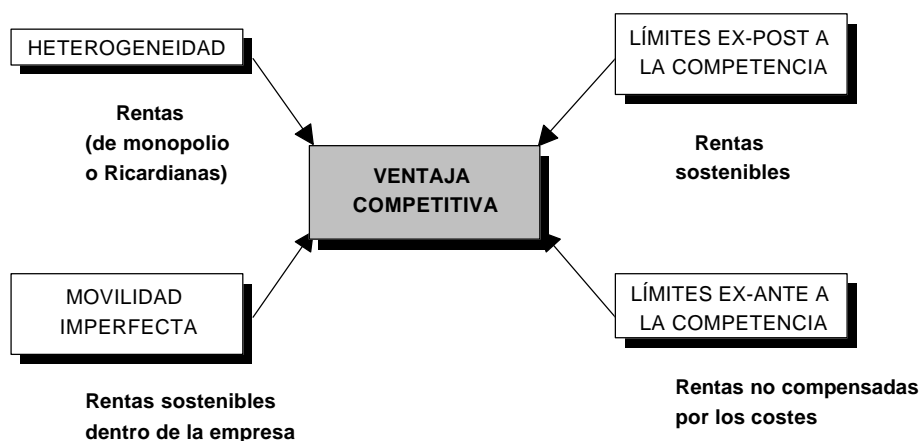 HETEROGENEIDAD
Rentas
(de monopolio
o Ricardianas)
LÍMITES EX-POST A
LA COMPETENCIA
Rentas
sostenibles
VENTAJA
COMPETITIVA
MOVILIDAD
IMPERFECTA
Rentas sostenibles
dentro de la empresa
LÍMITES EX-ANTE A
LA COMPETENCIA
Rentas no compensadas
por los costes